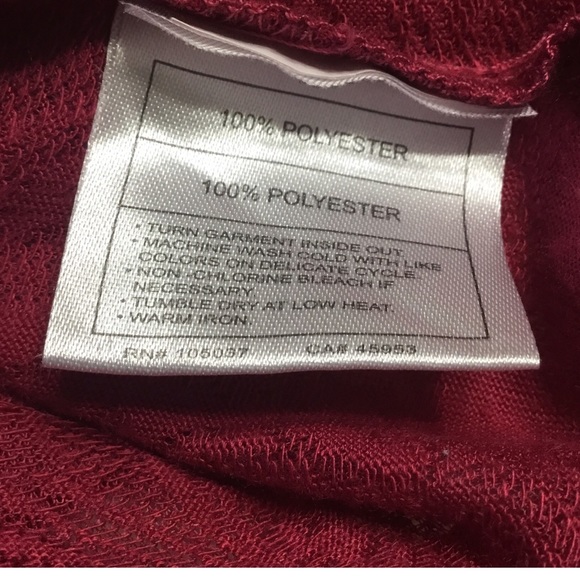 100% POLYESTER
100% POLYESTER
• TURN GARMENT INSIDE OUT.
• MACHINE WASH COLD WITH LIKE
COLORS ON DELICATE CYCLE
• NON-CHLORINE BLEACH IF
NECESSARY
• TUMBLE DRY AT LOW HEAT.
• WARM IRON
RN# 105037 CA# 45953